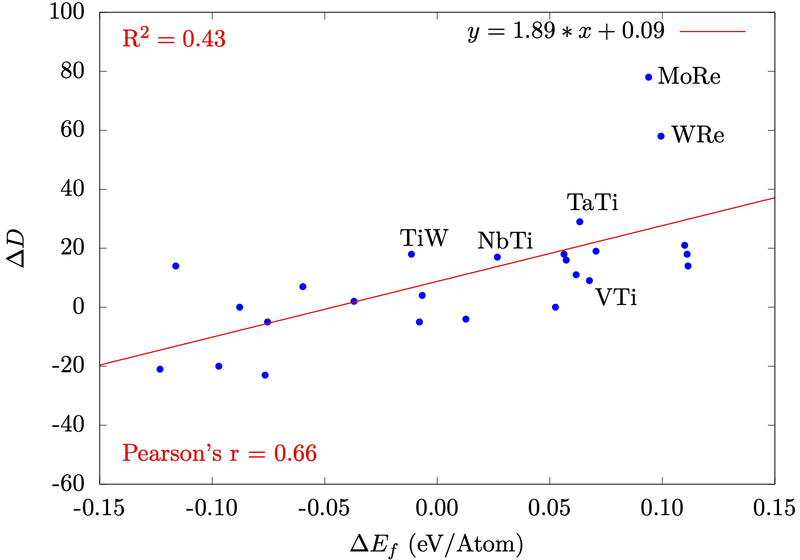 100
R² = 0.43
y = 1.89 * x + 0.09
80
MoRe
60
WRe
40
TaTi
TiW
NbTi
20
VTi
0
-20
-40
Pearson's r = 0.66
-60
-0.15 -0.10 -0.05 0.00 0.05 0.10 0.15
ΔD
ΔE_f (eV/Atom)